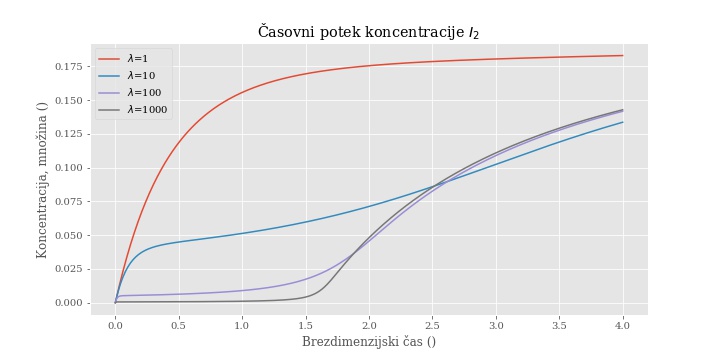 Časovni potek koncentracije I₂
λ=1
λ=10
λ=100
λ=1000
Koncentracija, množina ()
0.175
0.150
0.125
0.100
0.075
0.050
0.025
0.000
0.0 0.5 1.0 1.5 2.0 2.5 3.0 3.5 4.0
Brezdimenzijski čas ()